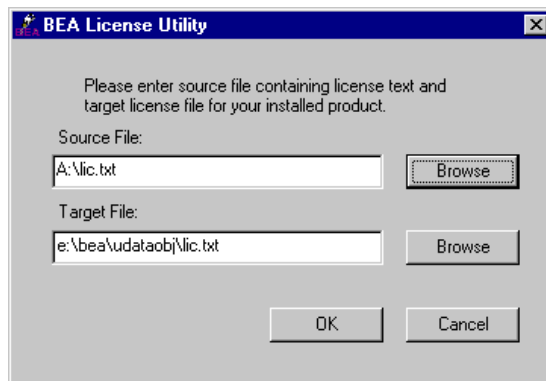 BEA License Utility
Please enter source file containing license text and
target license file for your installed product.
Source File:
A:\lic.txt
Browse
Target File:
e:\bea\udataobj\lic.txt
Browse
OK
Cancel